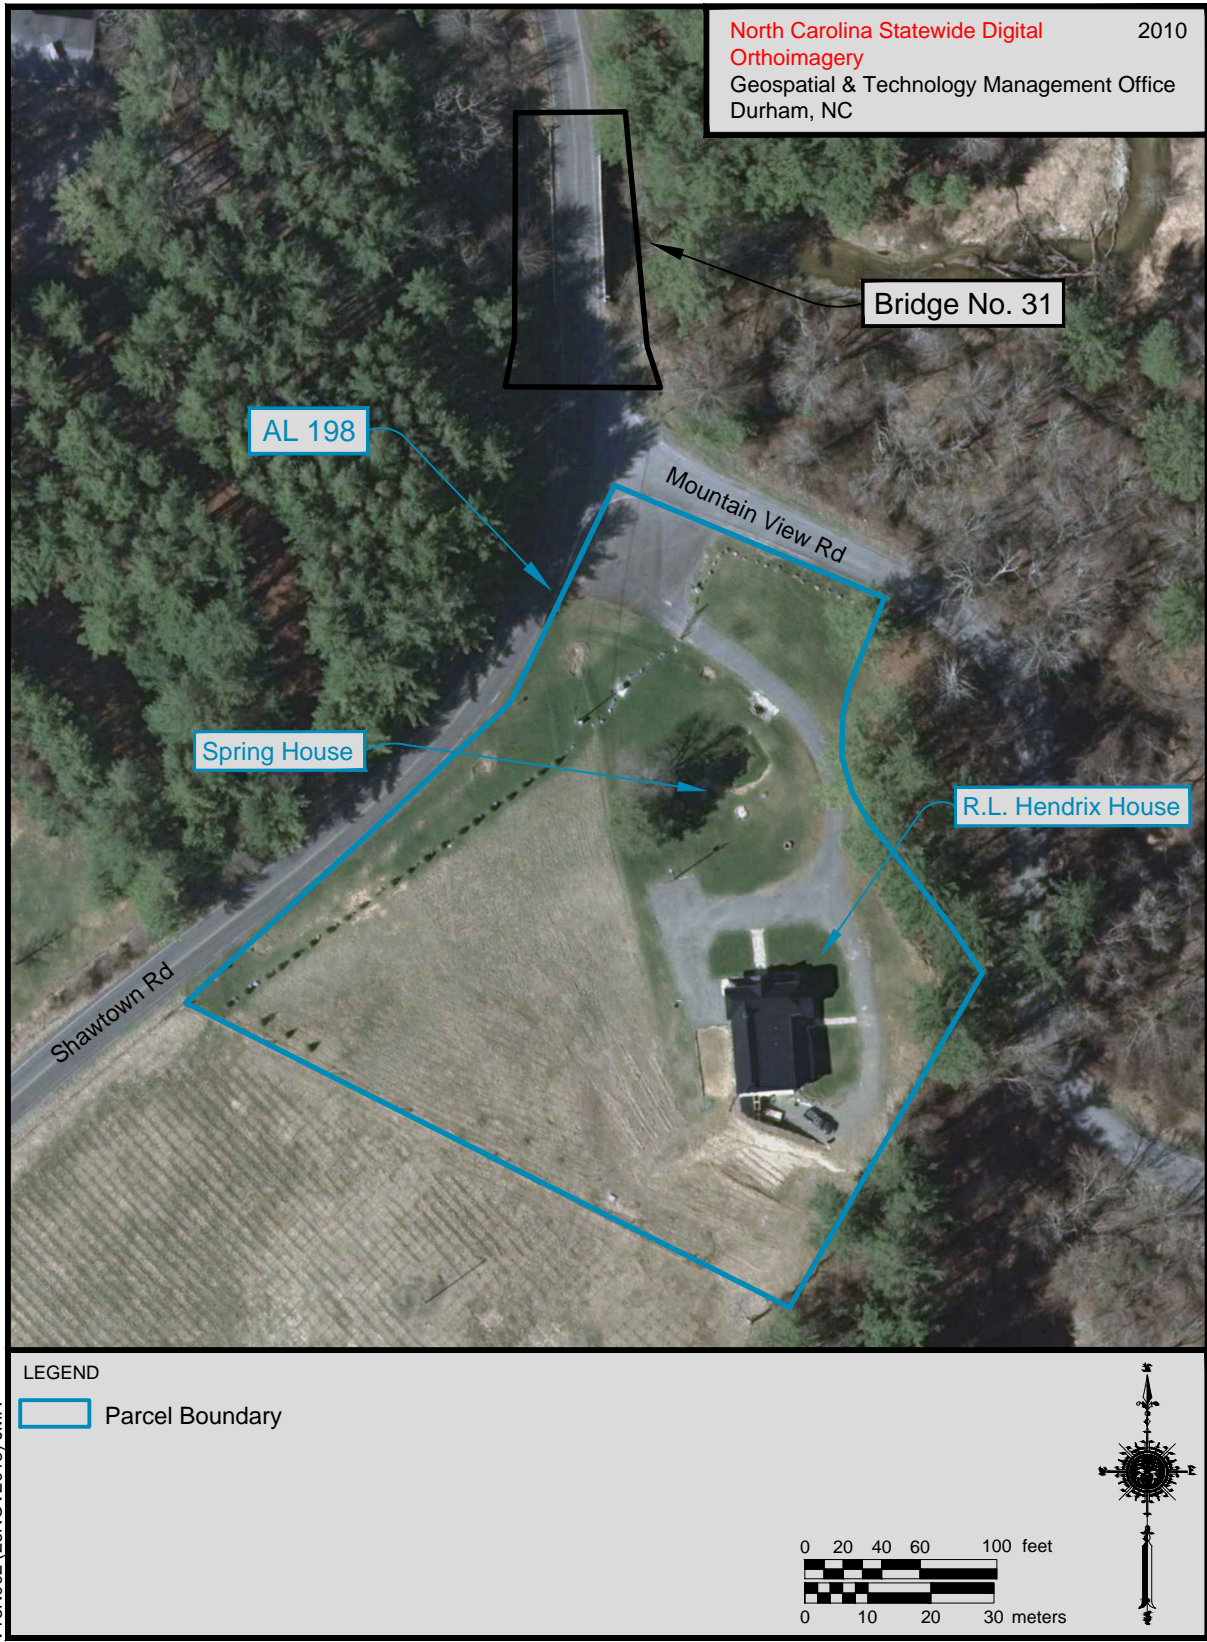 North Carolina Statewide Digital 2010
Orthoimagery
Geospatial & Technology Management Office
Durham, NC
Bridge No. 31
AL 198
Mountain View Rd
Spring House
R.L. Hendrix House
Shawtown Rd
LEGEND
Parcel Boundary
0 20 40 60 100 feet
0 10 20 30 meters